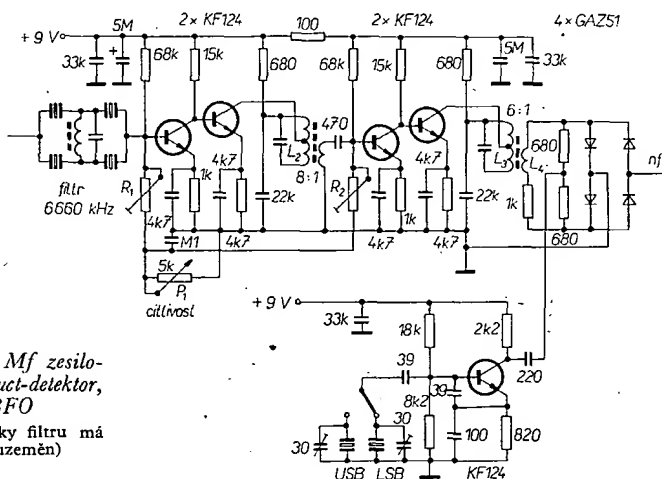 2× KF124
100
2× KF124
4× GAZ51
+ 9 V
33k
5M
+
68k
15k
680
68k
15k
680
5M
33k
filtr
6660 kHz
R1
4k7
1k
4k7
L2
470
8:1
22k
R2
4k7
1k
4k7
6:1
L3
L4
22k
680
1k
680
nf
4k7
M1
4k7
4k7
4k7
5k
P1
citlivost
+ 9 V
33k
18k
2k2
39
39
220
8k2
30
30
100
820
USB
LSB
KF124
Mf zesilo-
uct-detektor,
BFO
ky filtru má
uzeměn)